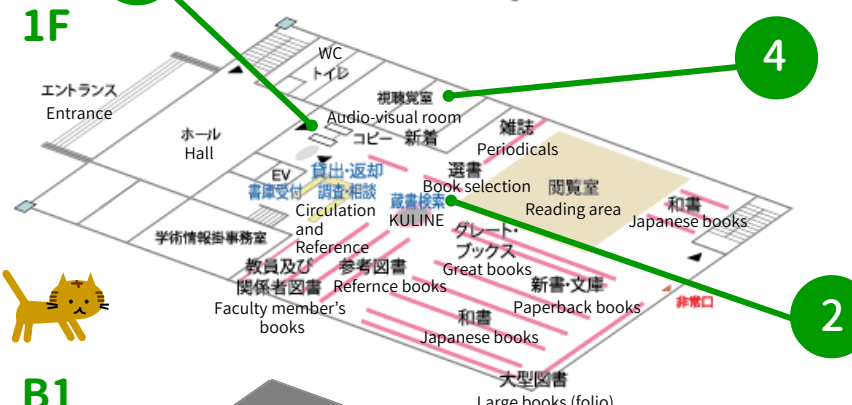 1F
WC
トイレ
4
エントランス
Entrance
視聴覚室
Audio-visual room
ホール
Hall
コピー
新着
雑誌
Periodicals
EV
貸出・返却
書庫受付
調査・相談
選書
Book selection
蔵書検索
KULINE
閲覧室
Reading area
和書
Japanese books
Circulation
and
Reference
学術情報掛事務室
グレート・
ブックス
Great books
教員及び
関係者図書
Faculty member's
books
参考図書
Refernce books
新書・文庫
Paperback books
非常口
2
和書
Japanese books
大型図書
Large books (folio)
B1